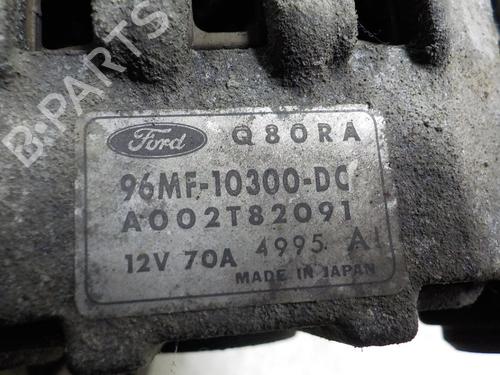 B-PARTS
Ford Q80RA
96MF-10300-DC
A002T82091
12V 70A 4995 A
MADE IN JAPAN